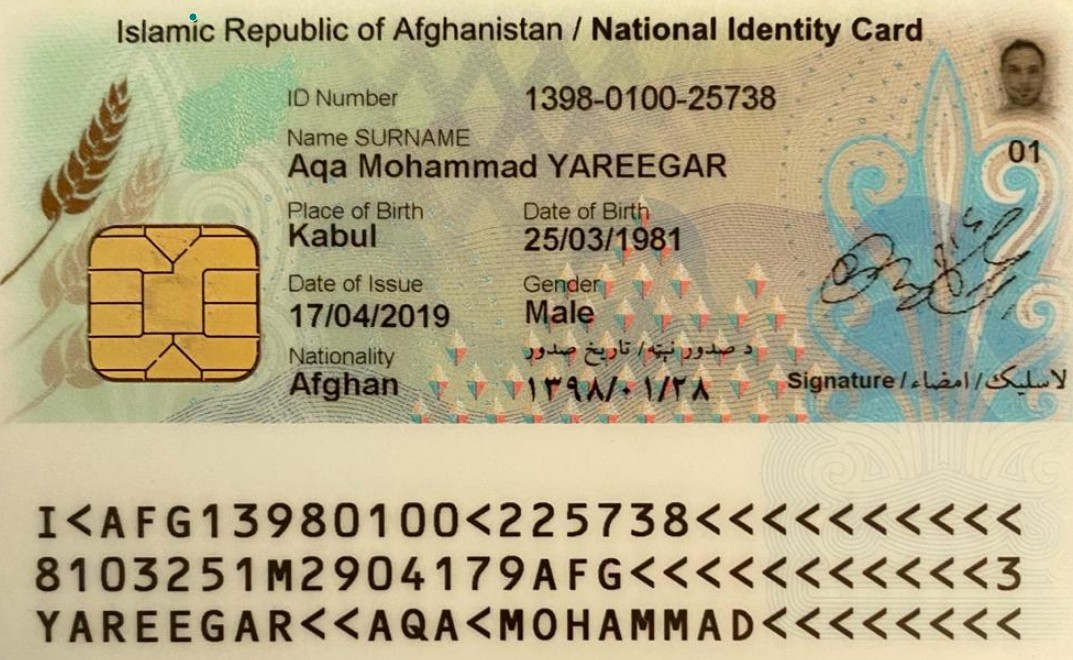 Islamic Republic of Afghanistan / National Identity Card
ID Number 1398-0100-25738
Name SURNAME
Aqa Mohammad YAREEGAR
01
Place of Birth Date of Birth
Kabul 25/03/1981
Date of Issue Gender
17/04/2019 Male
Nationality د صدور نېټه/ تاریخ صدور
Afghan ۱۳۹۸/۰۱/۲۸
Signature / لاسلیک / امضاء
I<AFG13980100<225738<<<<<<<<<<
8103251M2904179AFG<<<<<<<<<<<3
YAREEGAR<<AQA<MOHAMMAD<<<<<<<<